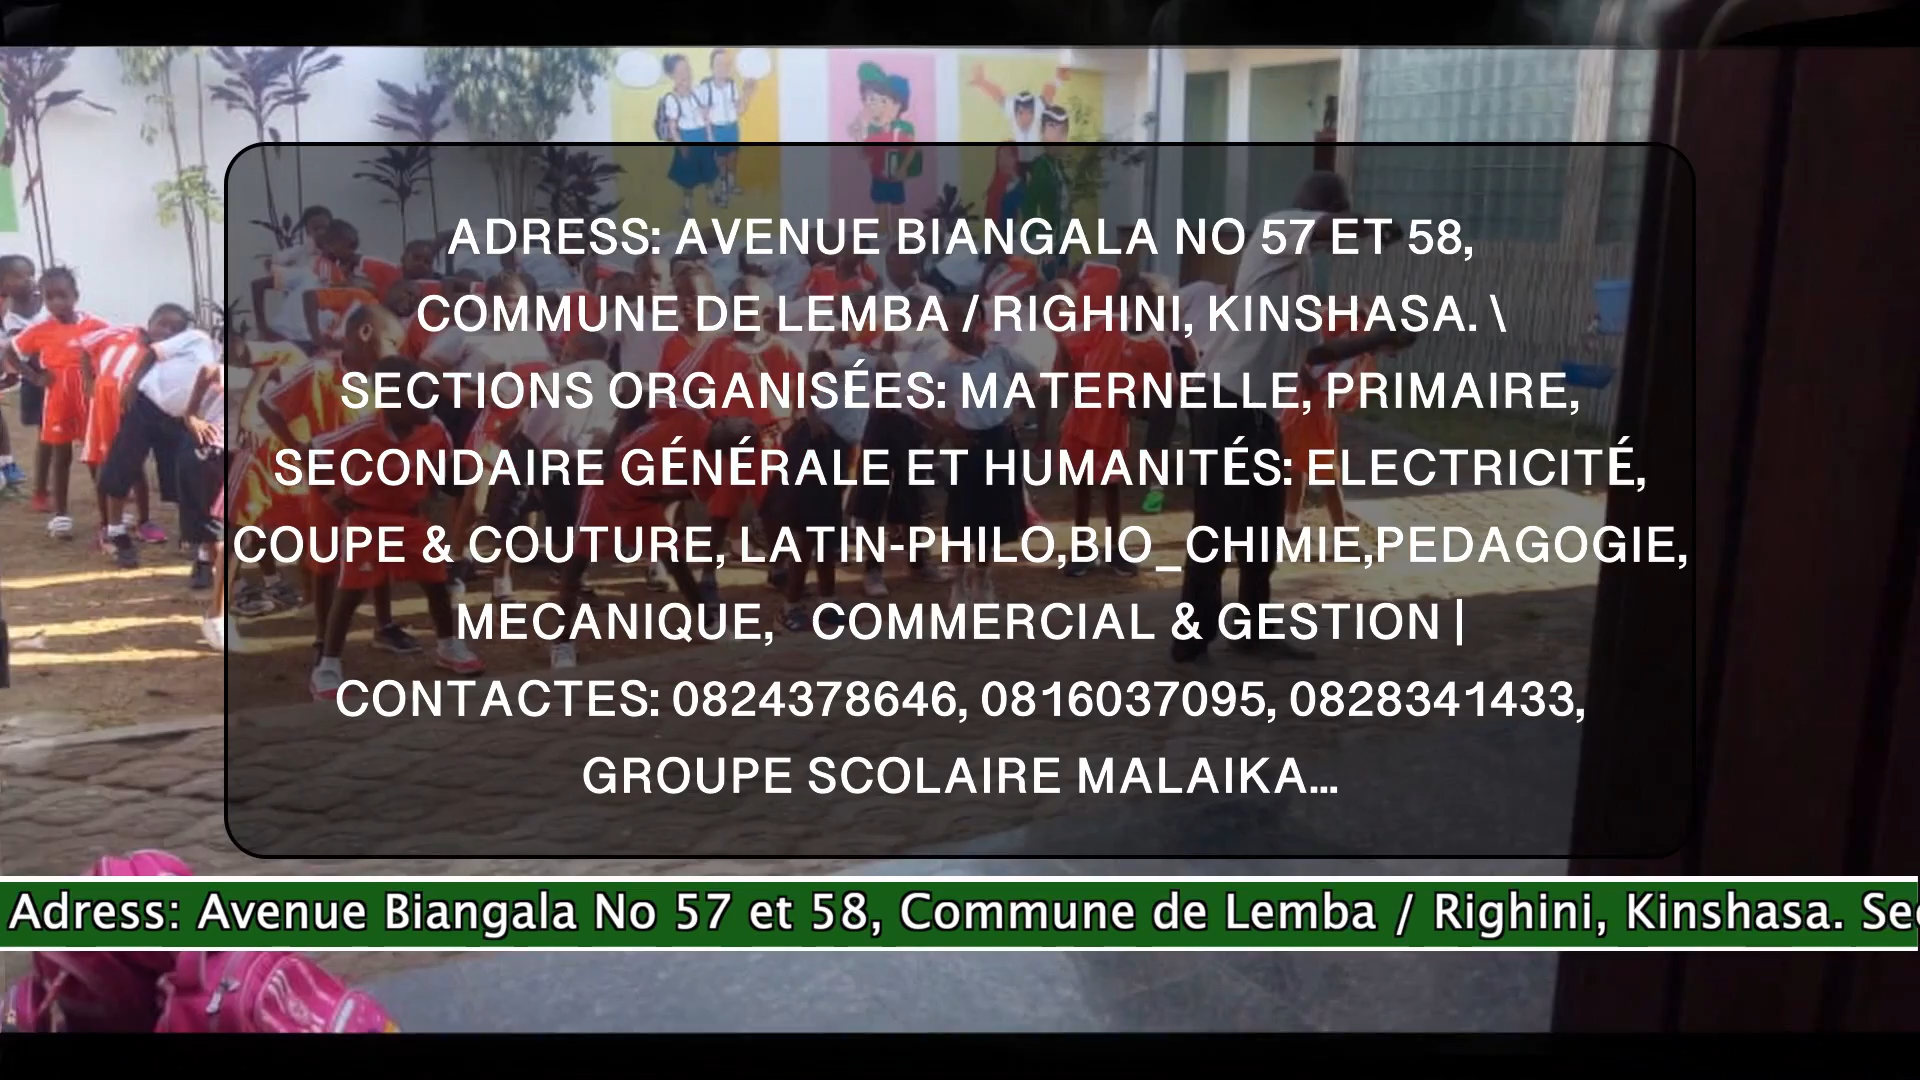 ADRESS: AVENUE BIANGALA NO 57 ET 58,
COMMUNE DE LEMBA / RIGHINI, KINSHASA. \
SECTIONS ORGANISÉES: MATERNELLE, PRIMAIRE,
SECONDAIRE GÉNÉRALE ET HUMANITÉS: ELECTRICITÉ,
COUPE & COUTURE, LATIN-PHILO,BIO_CHIMIE,PEDAGOGIE,
MECANIQUE,   COMMERCIAL & GESTION |
CONTACTES: 0824378646, 0816037095, 0828341433,
GROUPE SCOLAIRE MALAIKA...
Adress: Avenue Biangala No 57 et 58, Commune de Lemba / Righini, Kinshasa.